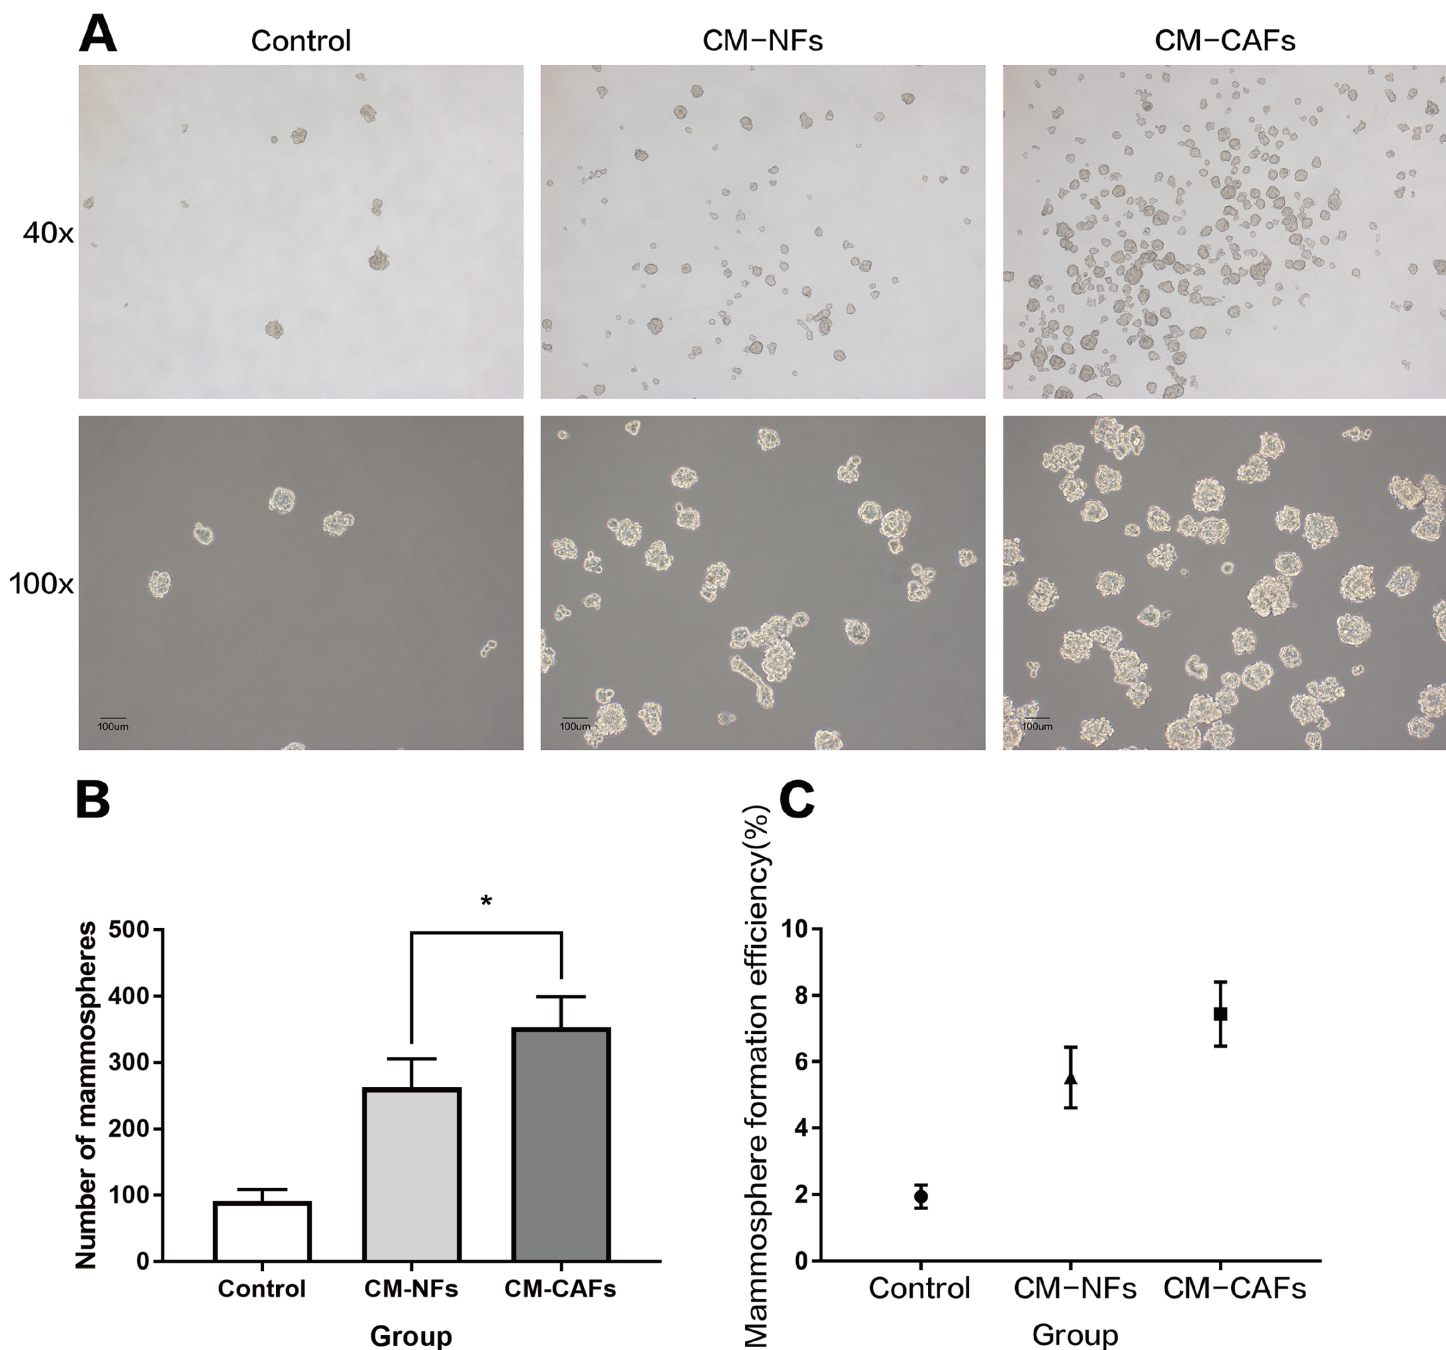 A
Control
CM–NFs
CM–CAFs
40x
100x
100um
100um
100um
B
Number of mammospheres
500
400
300
200
100
0
*
Control
CM-NFs
CM-CAFs
Group
C
Mammosphere formation efficiency(%)
10
8
6
4
2
0
Control
CM–NFs
CM–CAFs
Group